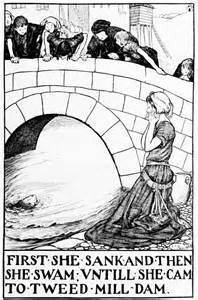 FIRST·SHE SANK·AND·THEN
SHE·SWAM; VNTILL·SHE·CAM
TO·TWEED·MILL·DAM.